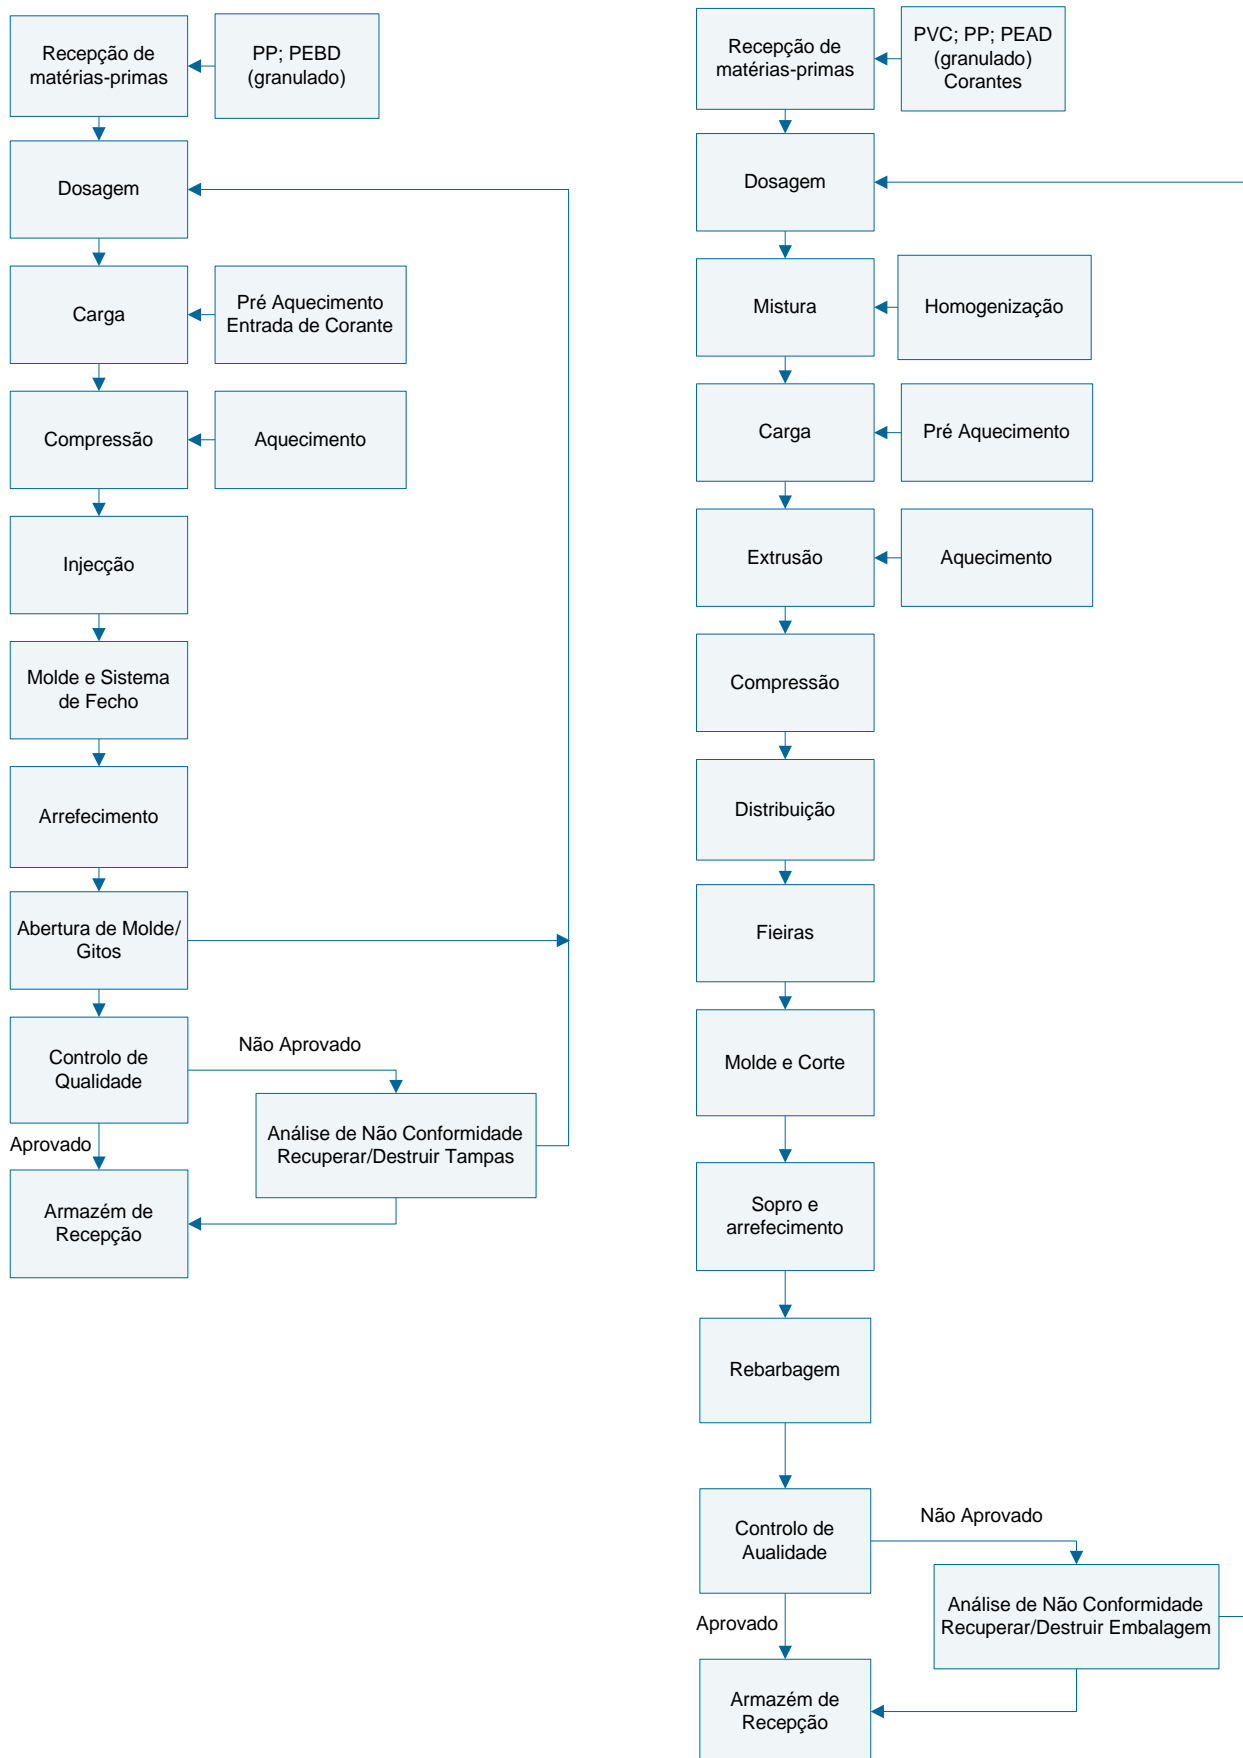 Recepção de
matérias-primas
PP; PEBD
(granulado)
Dosagem
Carga
Pré Aquecimento
Entrada de Corante
Compressão
Aquecimento
Injecção
Molde e Sistema
de Fecho
Arrefecimento
Abertura de Molde/
Gitos
Controlo de
Qualidade
Não Aprovado
Análise de Não Conformidade
Recuperar/Destruir Tampas
Aprovado
Armazém de
Recepção
Recepção de
matérias-primas
PVC; PP; PEAD
(granulado)
Corantes
Dosagem
Mistura
Homogenização
Carga
Pré Aquecimento
Extrusão
Aquecimento
Compressão
Distribuição
Fieiras
Molde e Corte
Sopro e
arrefecimento
Rebarbagem
Controlo de
Aualidade
Não Aprovado
Análise de Não Conformidade
Recuperar/Destruir Embalagem
Aprovado
Armazém de
Recepção